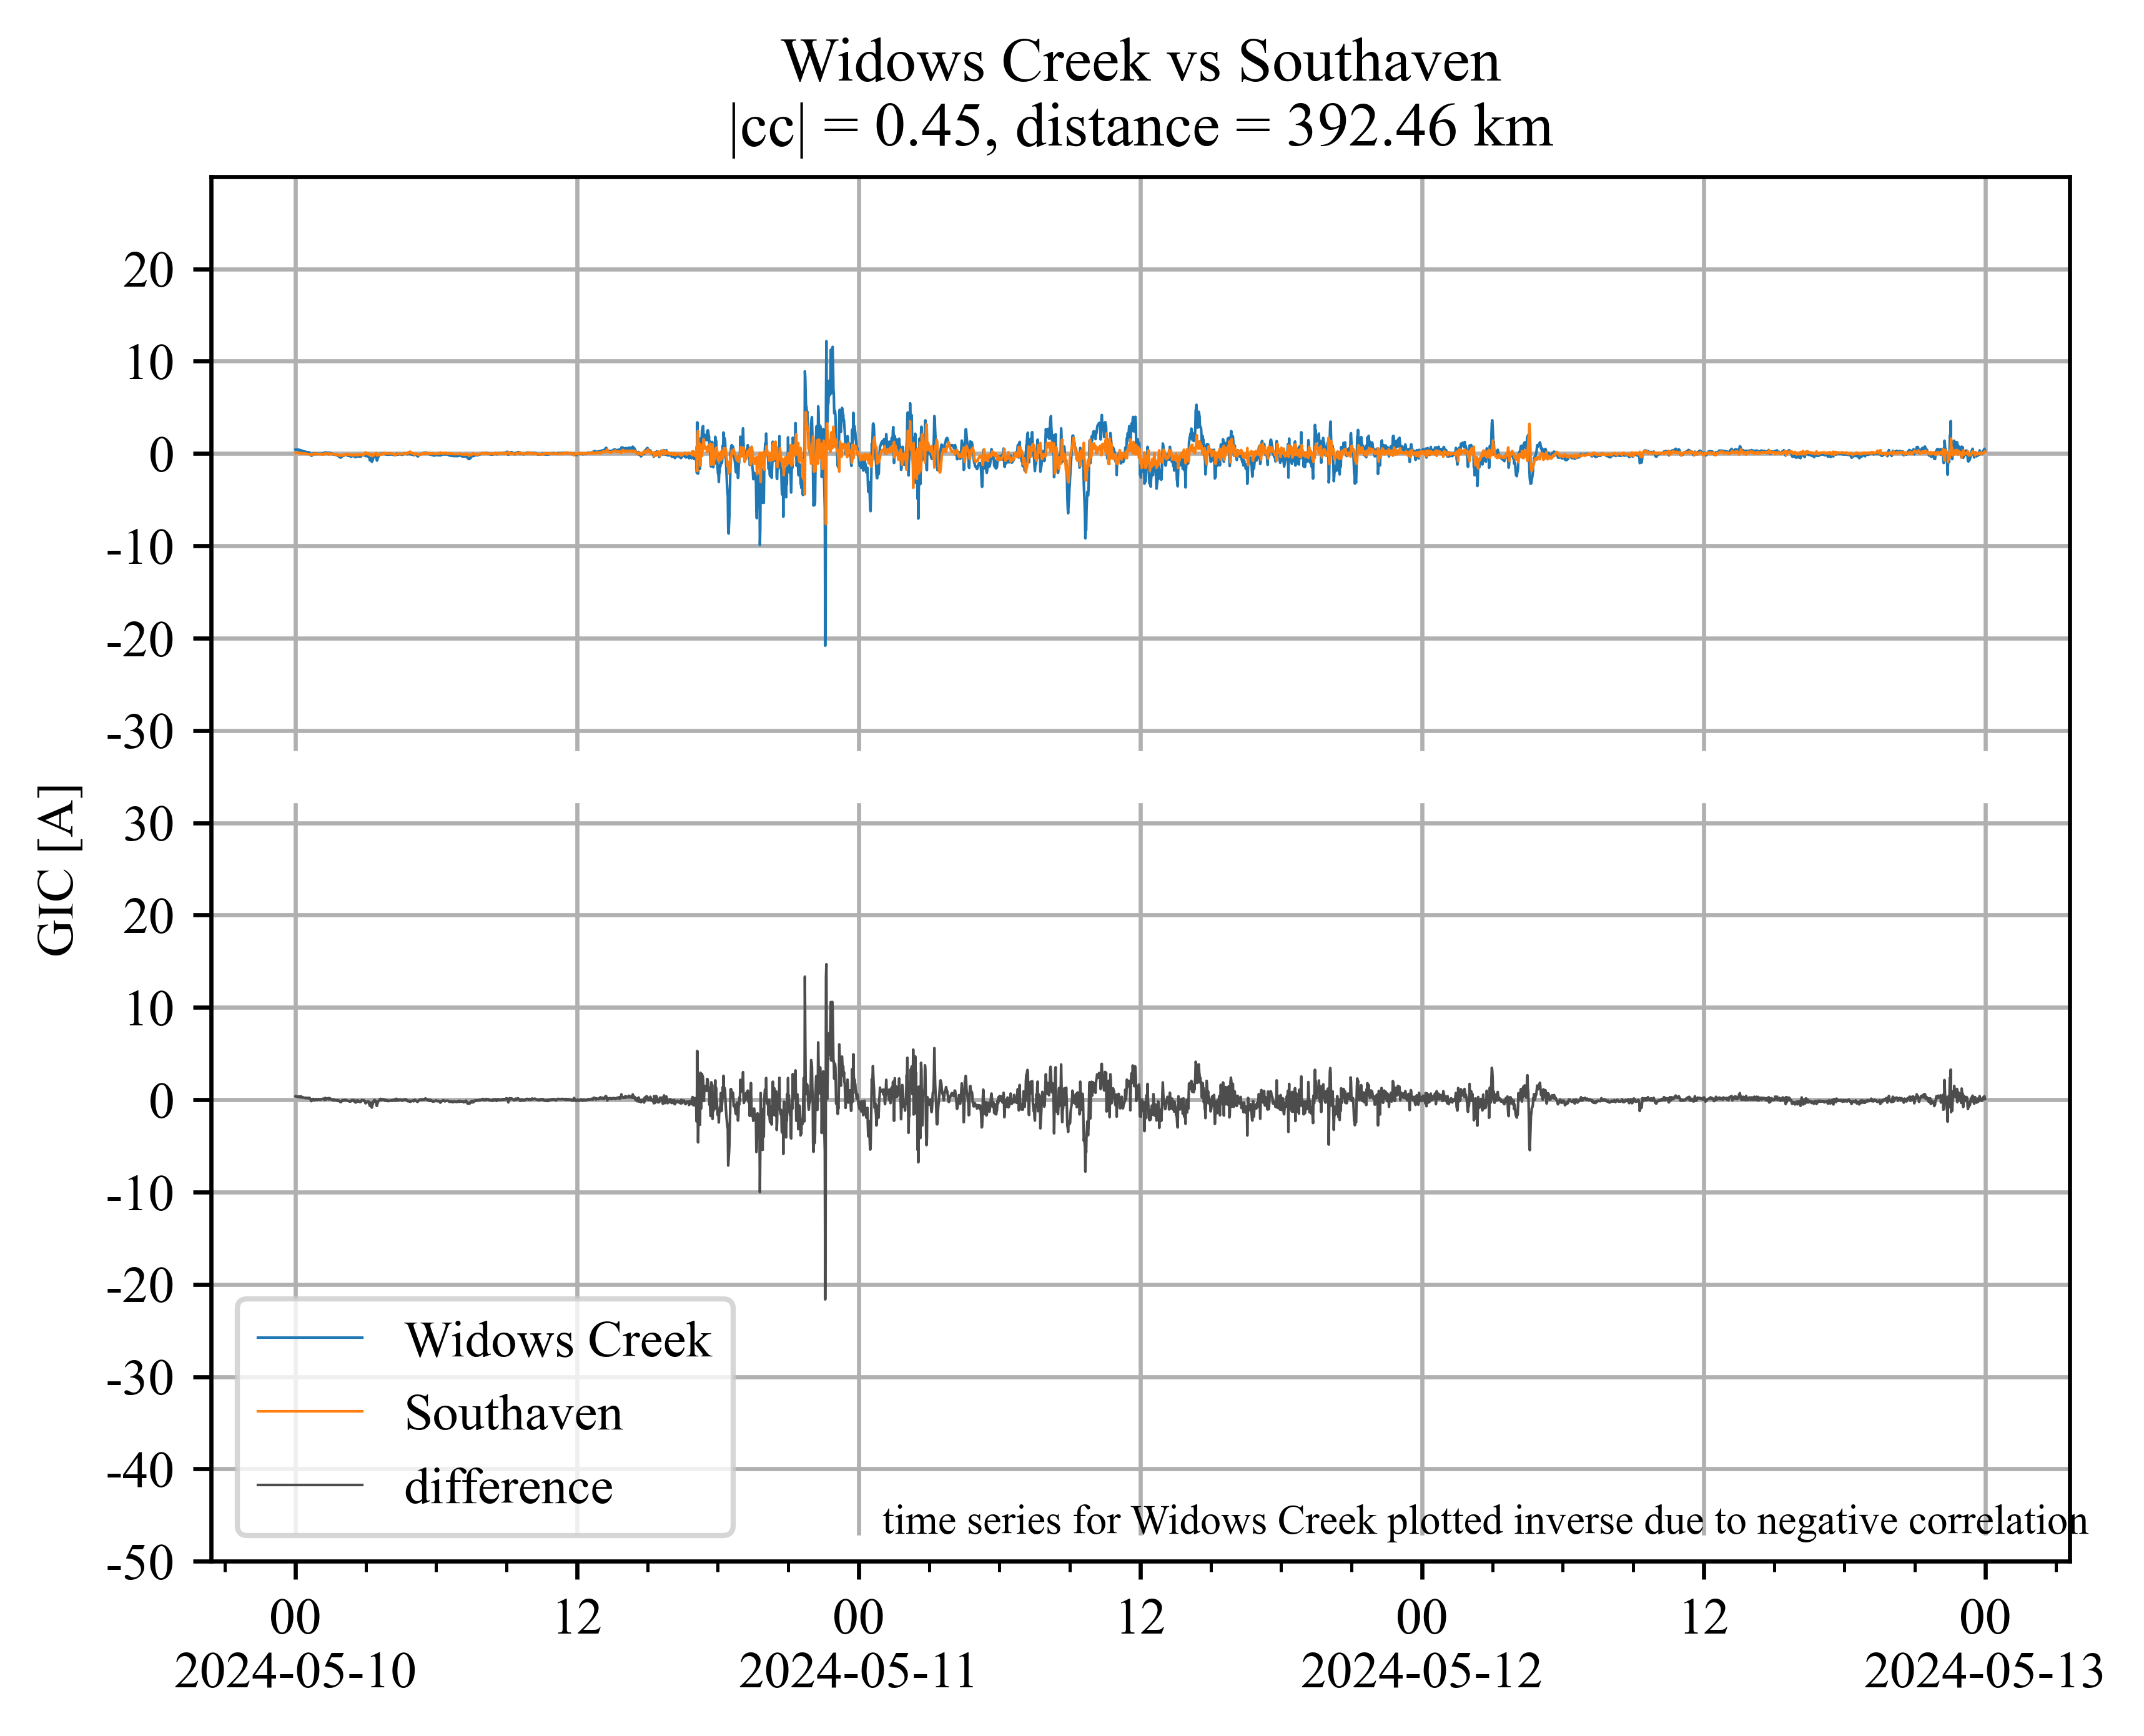 Widows Creek vs Southaven
|cc| = 0.45, distance = 392.46 km
GIC [A]
20
10
0
-10
-20
-30
30
20
10
0
-10
-20
-30
-40
-50
Widows Creek
Southaven
difference
time series for Widows Creek plotted inverse due to negative correlation
00 12 00 12 00 12 00
2024-05-10 2024-05-11 2024-05-12 2024-05-13